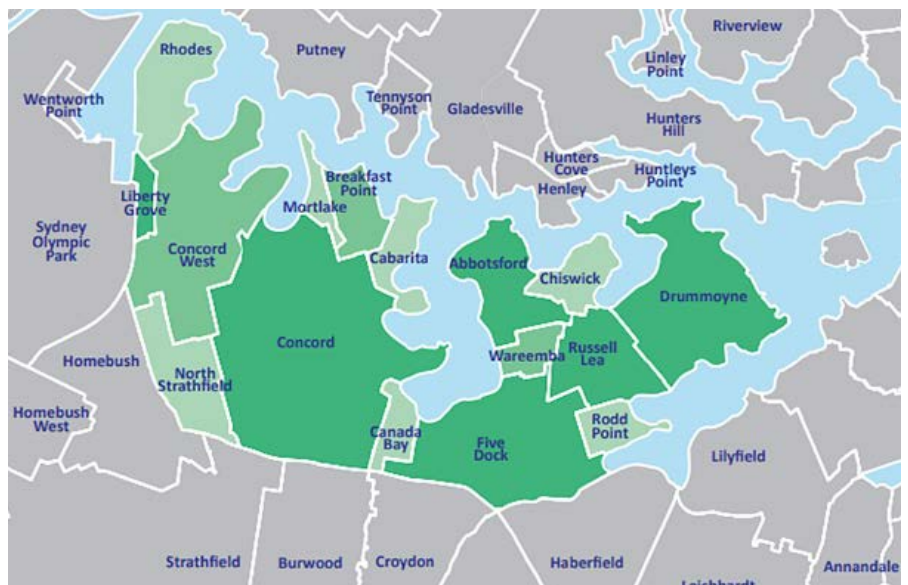 Riverview
Rhodes
Putney
Linley
Point
Wentworth
Point
Tennyson
Point
Gladesville
Hunters
Hill
Hunters
Cove
Huntleys
Point
Henley
Breakfast
Point
Liberty
Grove
Mortlake
Sydney
Olympic
Park
Concord
West
Cabarita
Abbotsford
Chiswick
Drummoyne
Concord
Wareemba
Russell
Lea
Homebush
North
Strathfield
Homebush
West
Canada
Bay
Five
Dock
Rodd
Point
Lilyfield
Strathfield
Burwood
Croydon
Haberfield
Annandale